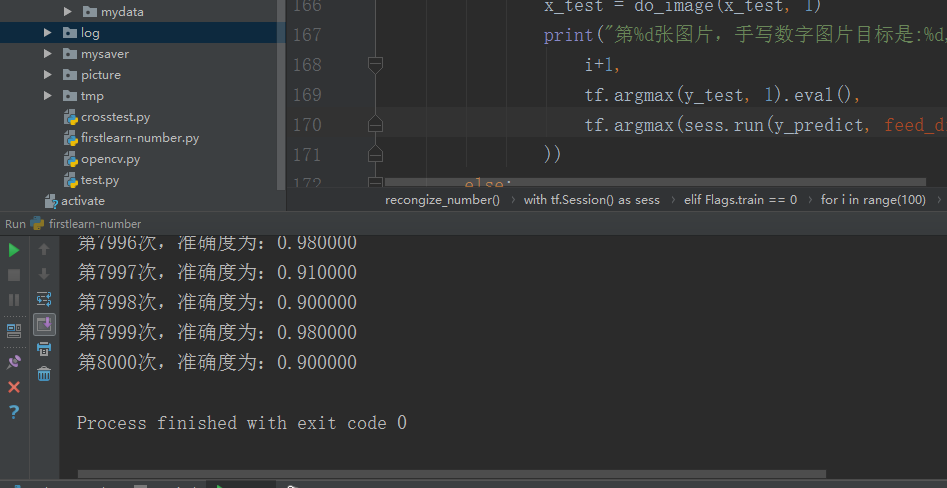 mydata
log
mysaver
picture
tmp
crosstest.py
firstlearn-number.py
opencv.py
test.py
activate
166 x_test = do_image(x_test, 1)
167 print("第%d张图片，手写数字图片目标是:%d,
168 i+1,
169 tf.argmax(y_test, 1).eval(),
170 tf.argmax(sess.run(y_predict, feed_d
171 ))
172 else:
recongize_number() › with tf.Session() as sess › elif Flags.train == 0 › for i in range(100) ›
Run firstlearn-number
第7996次，准确度为：0.980000
第7997次，准确度为：0.910000
第7998次，准确度为：0.900000
第7999次，准确度为：0.980000
第8000次，准确度为：0.900000
Process finished with exit code 0